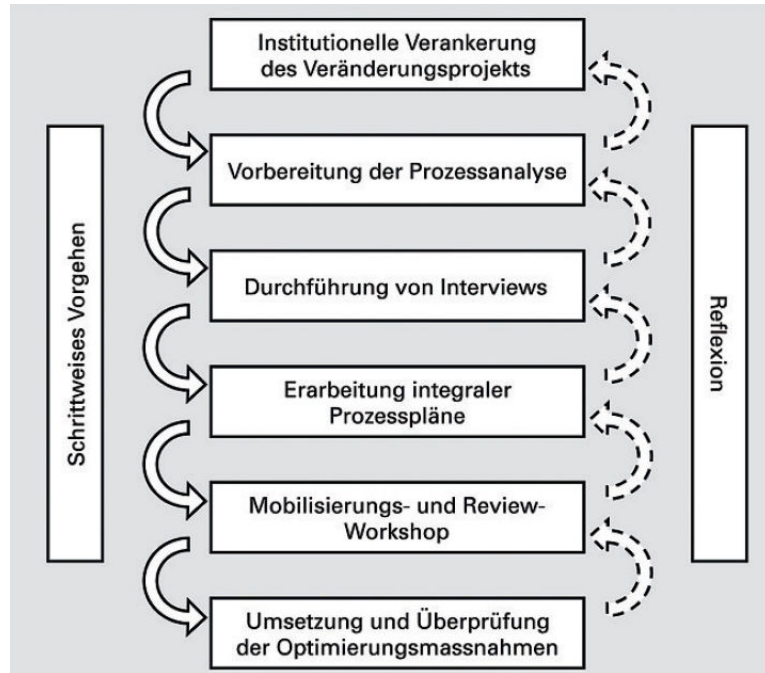 Institutionelle Verankerung
des Veränderungsprojekts
Vorbereitung der Prozessanalyse
Durchführung von Interviews
Erarbeitung integraler
Prozesspläne
Mobilisierungs- und Review-
Workshop
Umsetzung und Überprüfung
der Optimierungsmassnahmen
Schrittweises Vorgehen
Reflexion